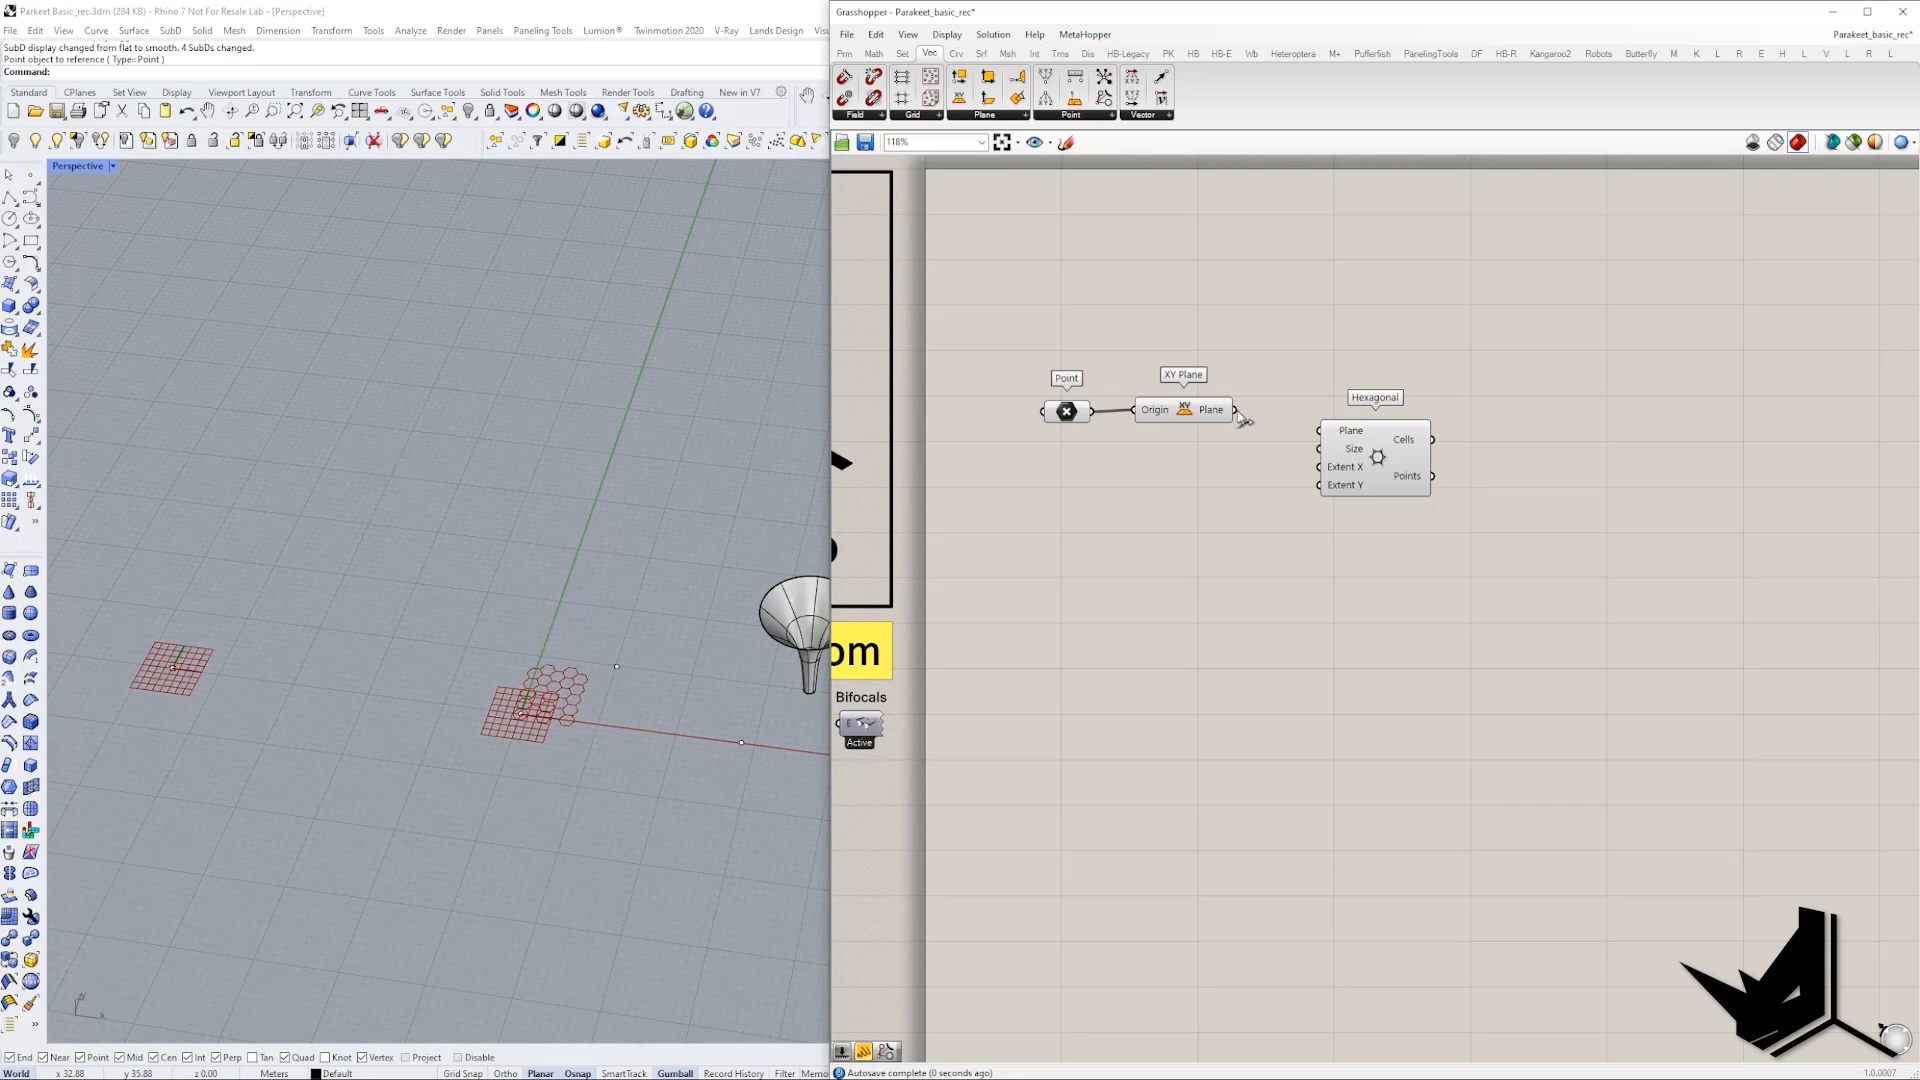 Parkeet Basic_rec.3dm (284 KB) - Rhino 7 Not For Resale Lab - [Perspective]
File Edit View Curve Surface SubD Solid Mesh Dimension Transform Tools Analyze Render Panels Paneling Tools Lumion® Twinmotion 2020 V-Ray Lands Design
SubD display changed from flat to smooth. 4 SubDs changed.
Point object to reference ( Type=Point )
Command:
Standard CPlanes Set View Display Viewport Layout Transform Curve Tools Surface Tools Solid Tools Mesh Tools Render Tools Drafting New in V7
Perspective
End Near Point Mid Cen Int Perp Tan Quad Knot Vertex Project Disable
World x 32.88 y 35.88 z 0.00 Meters Default Grid Snap Ortho Planar Osnap SmartTrack Gumball Record History Filter Memo
Grasshopper - Parakeet_basic_rec*
File Edit View Display Solution Help MetaHopper
Parakeet_basic_rec*
Prm Math Set Vec Crv Srf Msh Int Trns Dis HB-Legacy PK HB HB-E Wb Heteroptera M+ Pufferfish PanelingTools DF HB-R Kangaroo2 Robots Butterfly M K L R E H L V L R L
Field Grid Plane Point Vector
118%
Point
XY Plane
Origin XY Plane
Hexagonal
Plane
Size
Extent X
Extent Y
Cells
Points
om
Bifocals
E
Active
Autosave complete (0 seconds ago)
1.0.0007